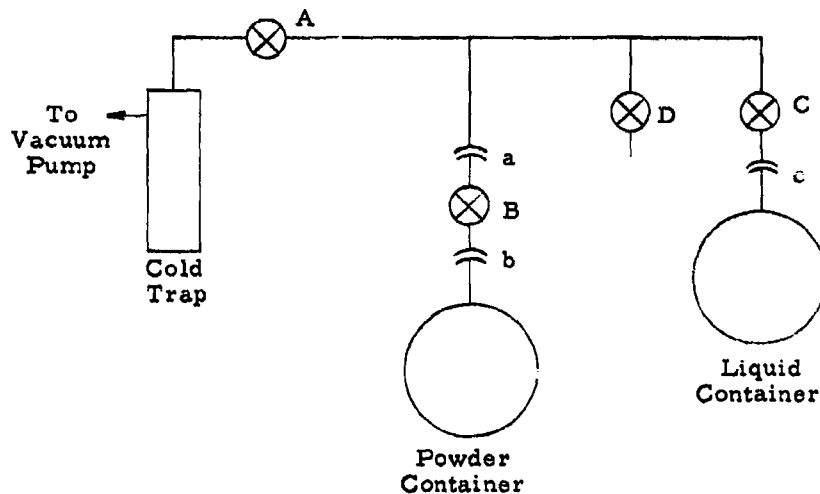 A
To
Vacuum
Pump
a
D
C
c
B
b
Cold
Trap
Liquid
Container
Powder
Container